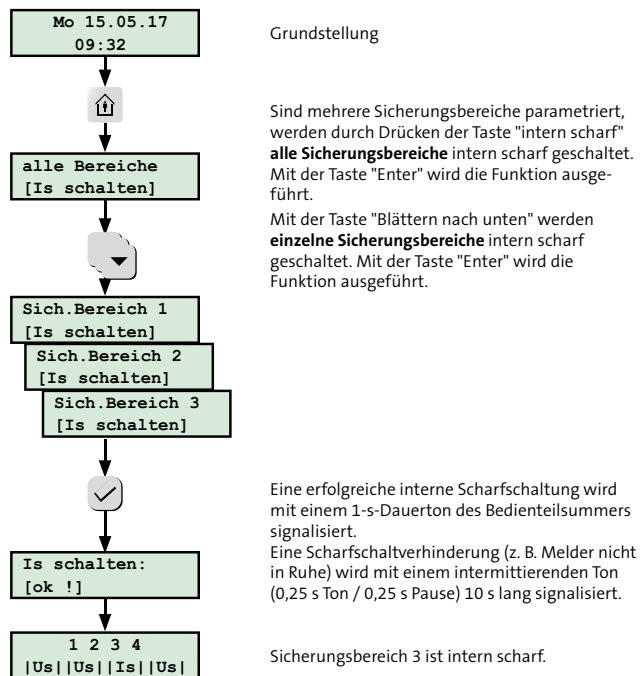 Mo 15.05.17
09:32
Grundstellung
Sind mehrere Sicherungsbereiche parametriert,
werden durch Drücken der Taste "intern scharf"
alle Sicherungsbereiche intern scharf geschaltet.
Mit der Taste "Enter" wird die Funktion ausge-
führt.
alle Bereiche
[Is schalten]
Mit der Taste "Blättern nach unten" werden
einzelne Sicherungsbereiche intern scharf
geschaltet. Mit der Taste "Enter" wird die
Funktion ausgeführt.
Sich.Bereich 1
[Is schalten]
Sich.Bereich 2
[Is schalten]
Sich.Bereich 3
[Is schalten]
Eine erfolgreiche interne Scharfschaltung wird
mit einem 1-s-Dauerton des Bedienteilsummers
signalisiert.
Eine Scharfschaltverhinderung (z. B. Melder nicht
in Ruhe) wird mit einem intermittierenden Ton
(0,25 s Ton / 0,25 s Pause) 10 s lang signalisiert.
Is schalten:
[ok !]
1 2 3 4
|Us||Us||Is||Us|
Sicherungsbereich 3 ist intern scharf.